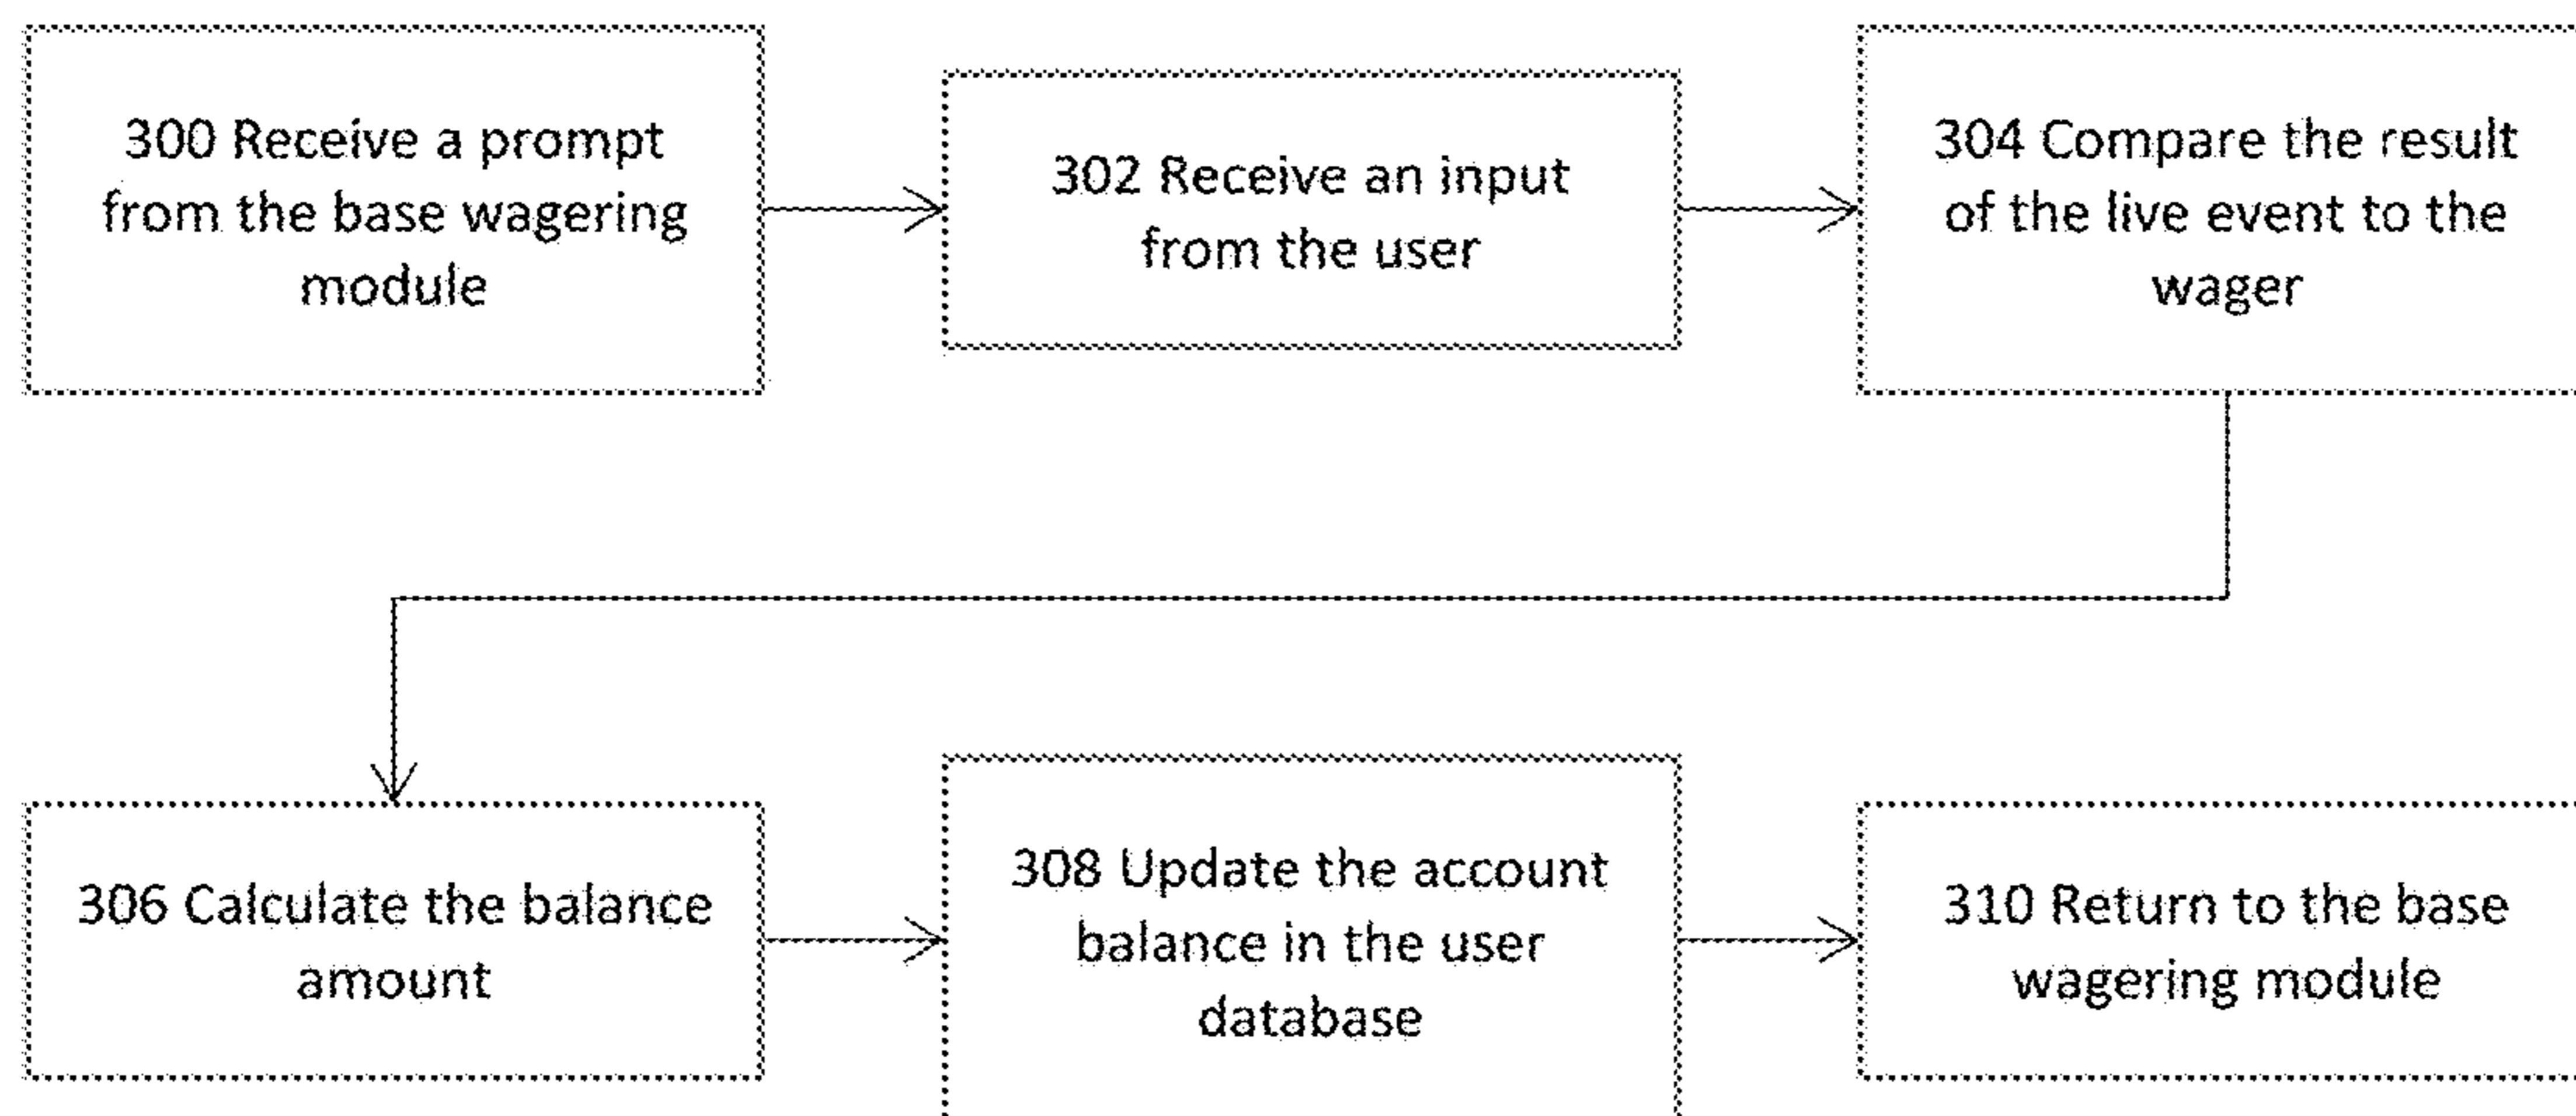 300 Receive a prompt
from the base wagering
module
302 Receive an input
from the user
304 Compare the result
of the live event to the
wager
306 Calculate the balance
amount
308 Update the account
balance in the user
database
310 Return to the base
wagering module